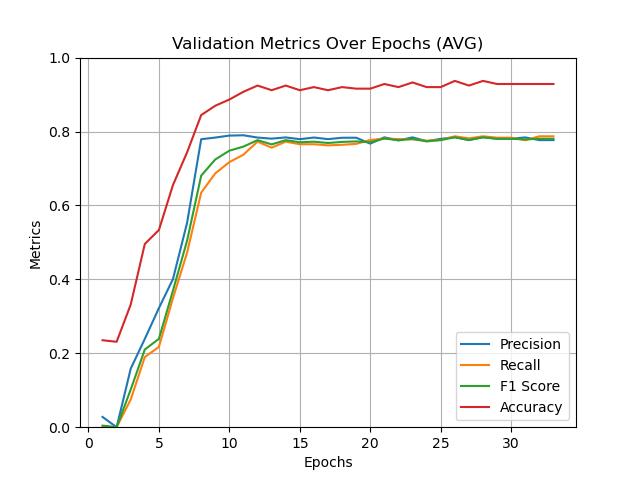 Validation Metrics Over Epochs (AVG)
1.0
0.8
0.6
0.4
0.2
0.0
Metrics
0 5 10 15 20 25 30
Epochs
Precision
Recall
F1 Score
Accuracy